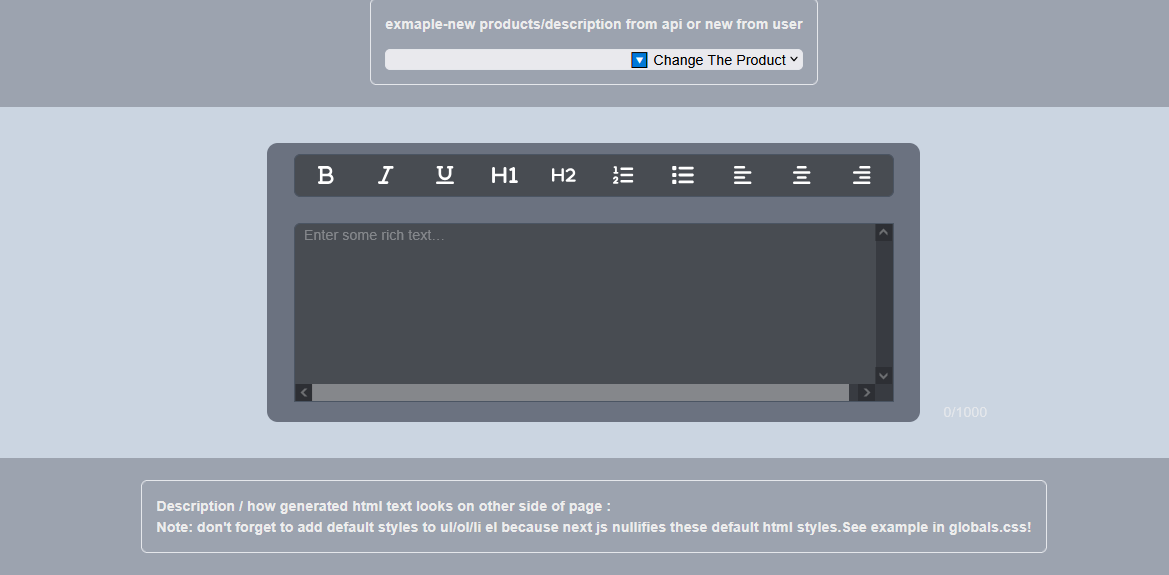 exmaple-new products/description from api or new from user
🔽 Change The Product
B I U H1 H2
Enter some rich text…
0/1000
Description / how generated html text looks on other side of page :
Note: don't forget to add default styles to ul/ol/li el because next js nullifies these default html styles.See example in globals.css!